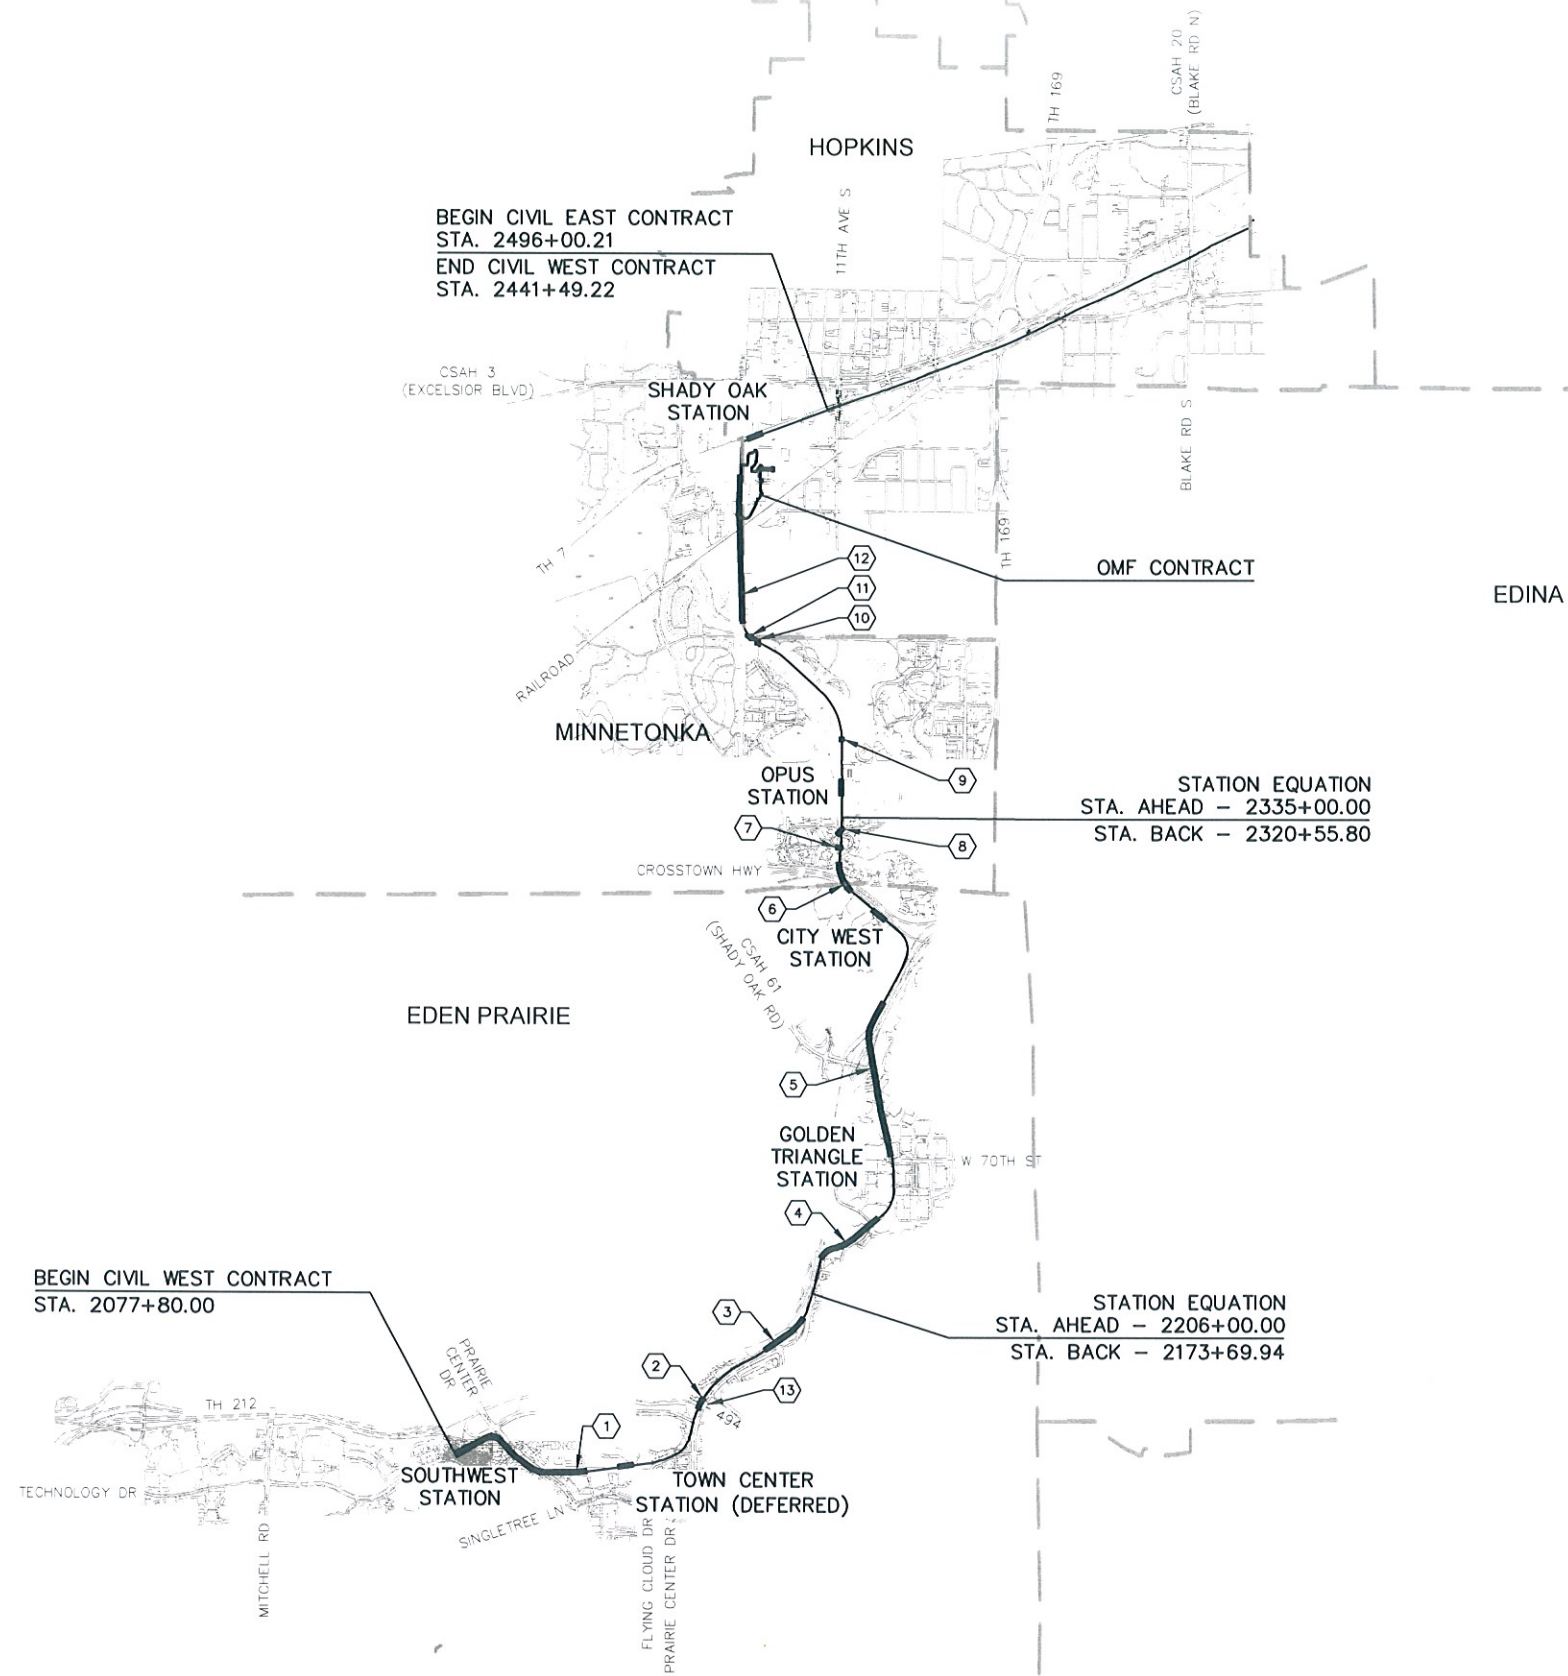 CSAH 20
(BLAKE RD N)
TH 169
HOPKINS
11TH AVE S
BEGIN CIVIL EAST CONTRACT
STA. 2496+00.21
END CIVIL WEST CONTRACT
STA. 2441+49.22
CSAH 3
(EXCELSIOR BLVD)
SHADY OAK
STATION
BLAKE RD S
TH 169
TH 7
12
OMF CONTRACT
11
EDINA
10
RAILROAD
MINNETONKA
OPUS
STATION
9
STATION EQUATION
STA. AHEAD – 2335+00.00
STA. BACK – 2320+55.80
7
8
CROSSTOWN HWY
6
CITY WEST
STATION
CSAH 61
(SHADY OAK RD)
EDEN PRAIRIE
5
GOLDEN
TRIANGLE
STATION
W 70TH ST
4
BEGIN CIVIL WEST CONTRACT
STA. 2077+80.00
STATION EQUATION
STA. AHEAD – 2206+00.00
STA. BACK – 2173+69.94
3
PRAIRIE
CENTER
DR
2
13
494
TH 212
1
SOUTHWEST
STATION
TOWN CENTER
STATION (DEFERRED)
TECHNOLOGY DR
SINGLETREE LN
MITCHELL RD
FLYING CLOUD DR
PRAIRIE CENTER DR